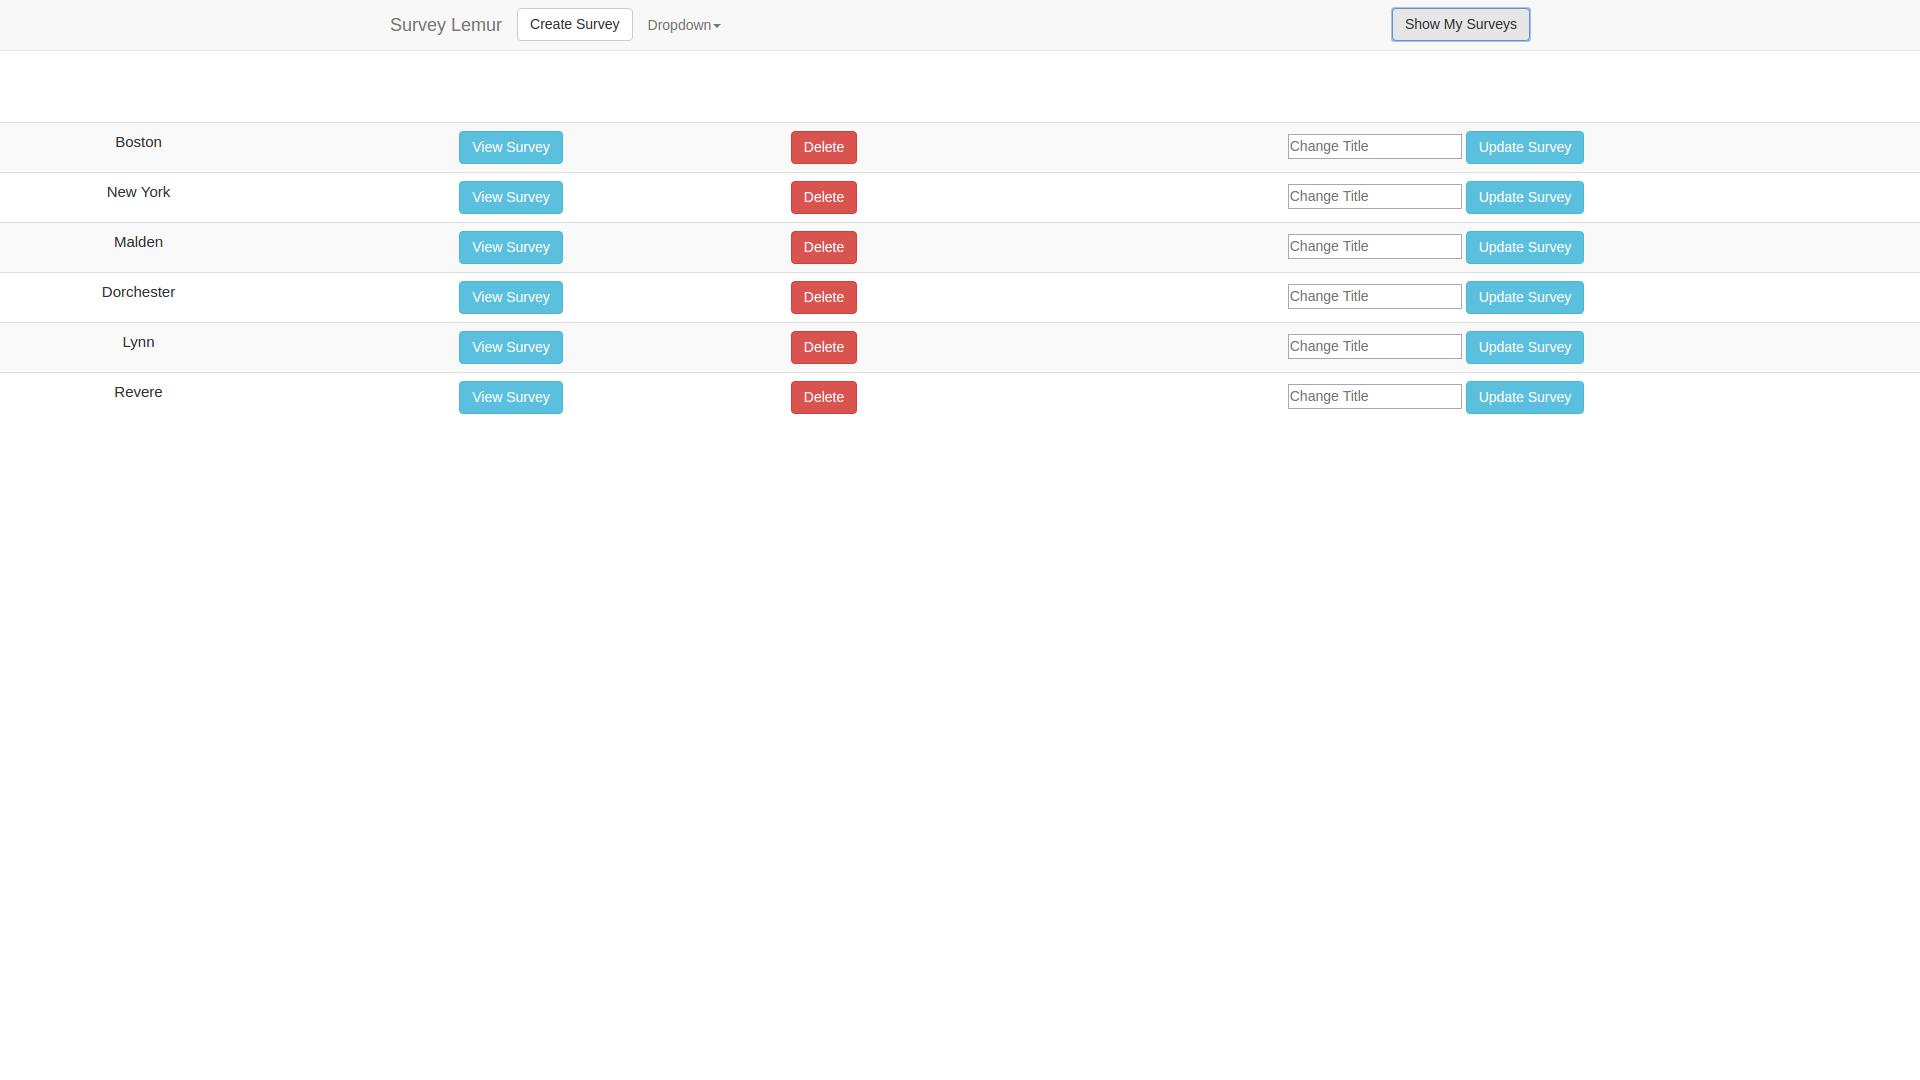 Survey Lemur Create Survey Dropdown Show My Surveys
Boston View Survey Delete Change Title Update Survey
New York View Survey Delete Change Title Update Survey
Malden View Survey Delete Change Title Update Survey
Dorchester View Survey Delete Change Title Update Survey
Lynn View Survey Delete Change Title Update Survey
Revere View Survey Delete Change Title Update Survey